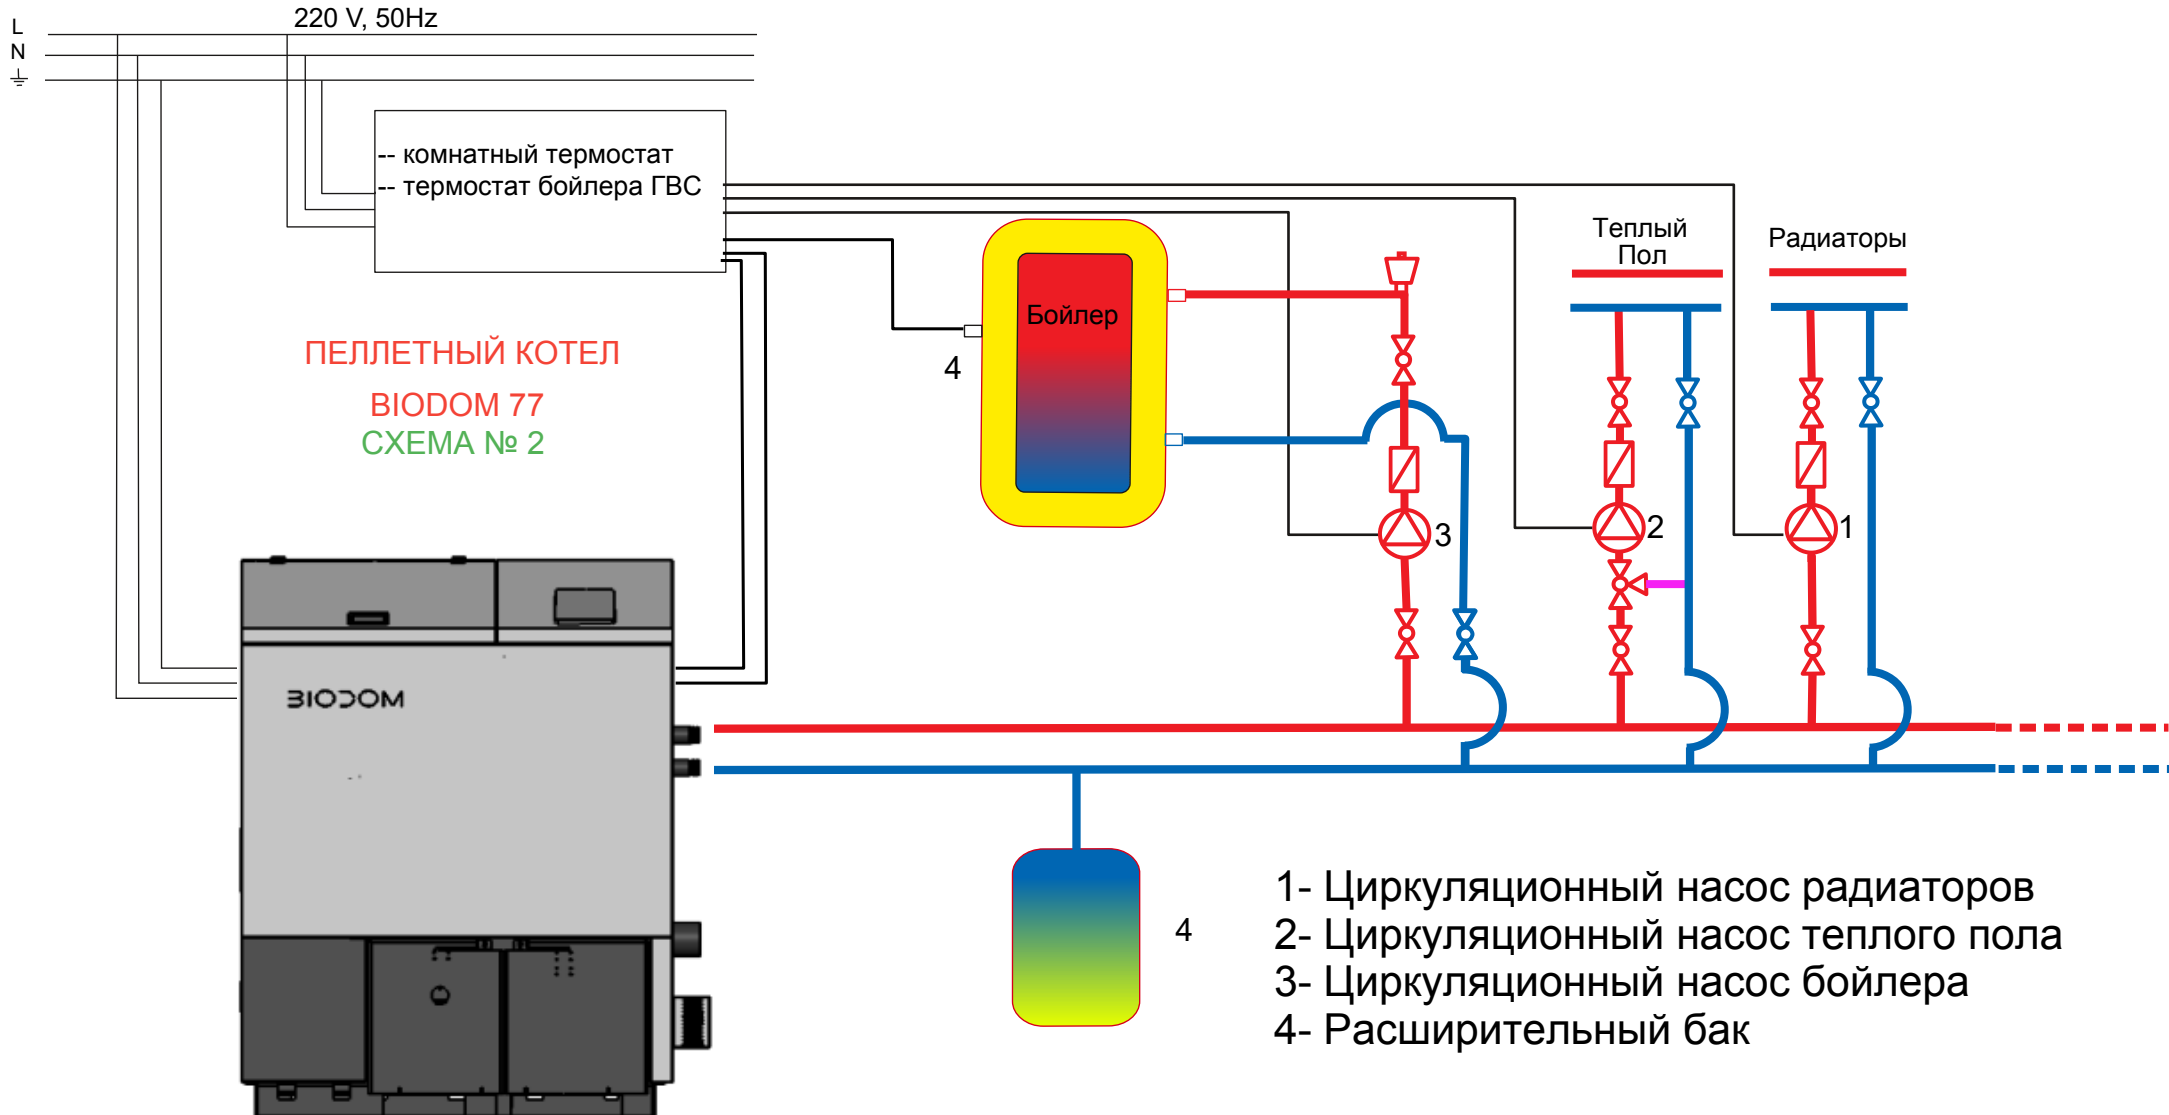 220 V, 50Hz
L
N
-- комнатный термостат
-- термостат бойлера ГВС
Теплый
Пол
Радиаторы
Бойлер
4
ПЕЛЛЕТНЫЙ КОТЕЛ
BIODOM 77
СХЕМА № 2
3
2
1
BIODOM
4
1- Циркуляционный насос радиаторов
2- Циркуляционный насос теплого пола
3- Циркуляционный насос бойлера
4- Расширительный бак